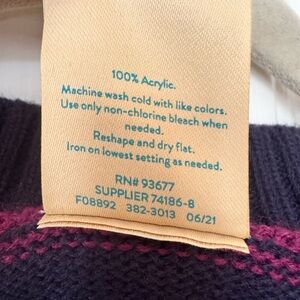 100% Acrylic.
Machine wash cold with like colors.
Use only non-chlorine bleach when
needed.
Reshape and dry flat.
Iron on lowest setting as needed.
RN# 93677
SUPPLIER 74186-8
F08892 382-3013 06/21